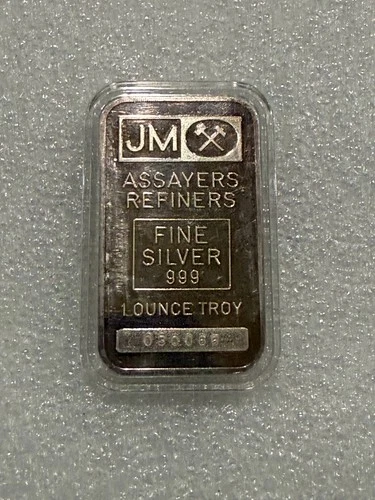 JM
ASSAYERS
REFINERS
FINE
SILVER
999
1 OUNCE TROY